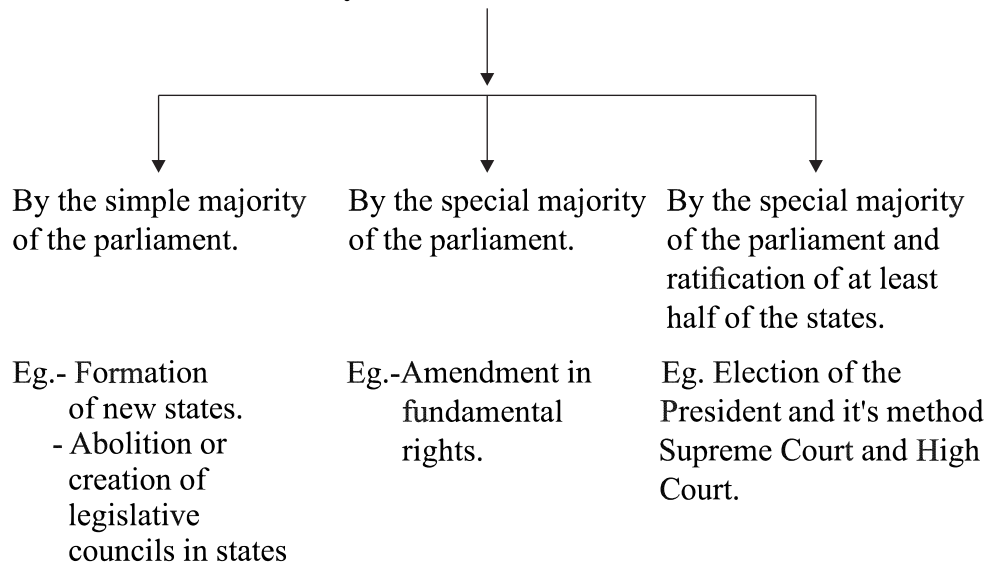 By the simple majority
of the parliament.
By the special majority
of the parliament.
By the special majority
of the parliament and
ratification of at least
half of the states.
Eg.- Formation
of new states.
- Abolition or
creation of
legislative
councils in states
Eg.-Amendment in
fundamental
rights.
Eg. Election of the
President and it's method
Supreme Court and High
Court.